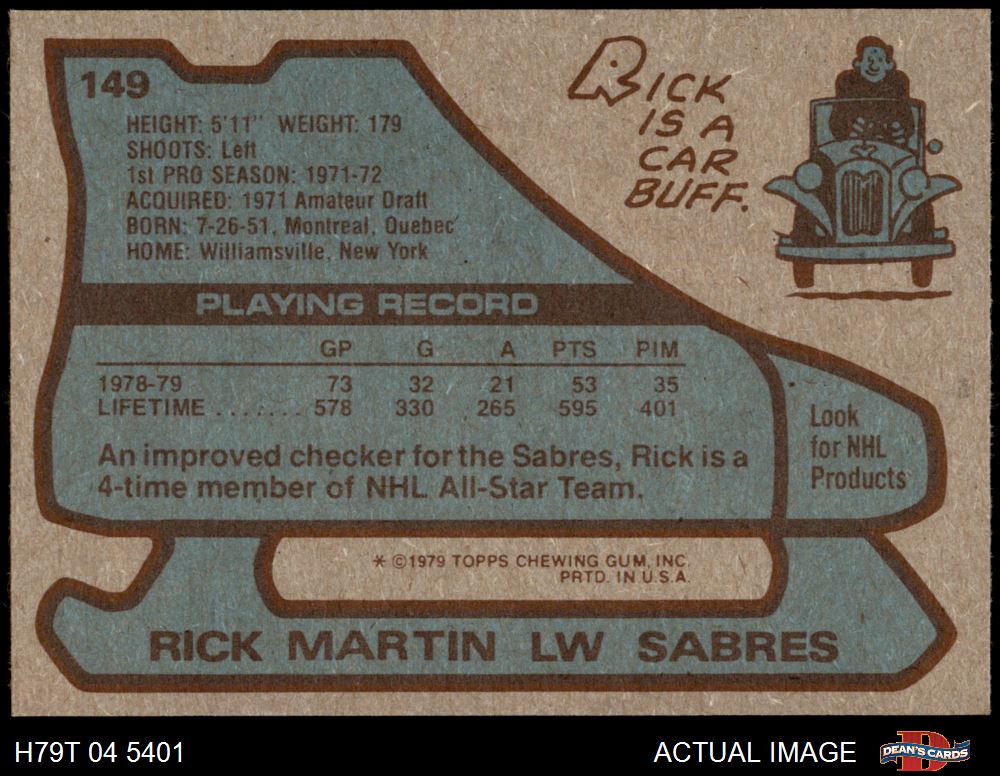 149
HEIGHT: 5'11" WEIGHT: 179
SHOOTS: Left
1st PRO SEASON: 1971-72
ACQUIRED: 1971 Amateur Draft
BORN: 7-26-51, Montreal, Quebec
HOME: Williamsville, New York
RICK
IS A
CAR
BUFF.
PLAYING RECORD
GP G A PTS PIM
1978-79 73 32 21 53 35
LIFETIME ....... 578 330 265 595 401
An improved checker for the Sabres, Rick is a
4-time member of NHL All-Star Team.
Look
for NHL
Products
* ©1979 TOPPS CHEWING GUM, INC.
PRTD. IN U.S.A.
RICK MARTIN LW SABRES
H79T 04 5401 ACTUAL IMAGE
D
DEAN'S CARDS